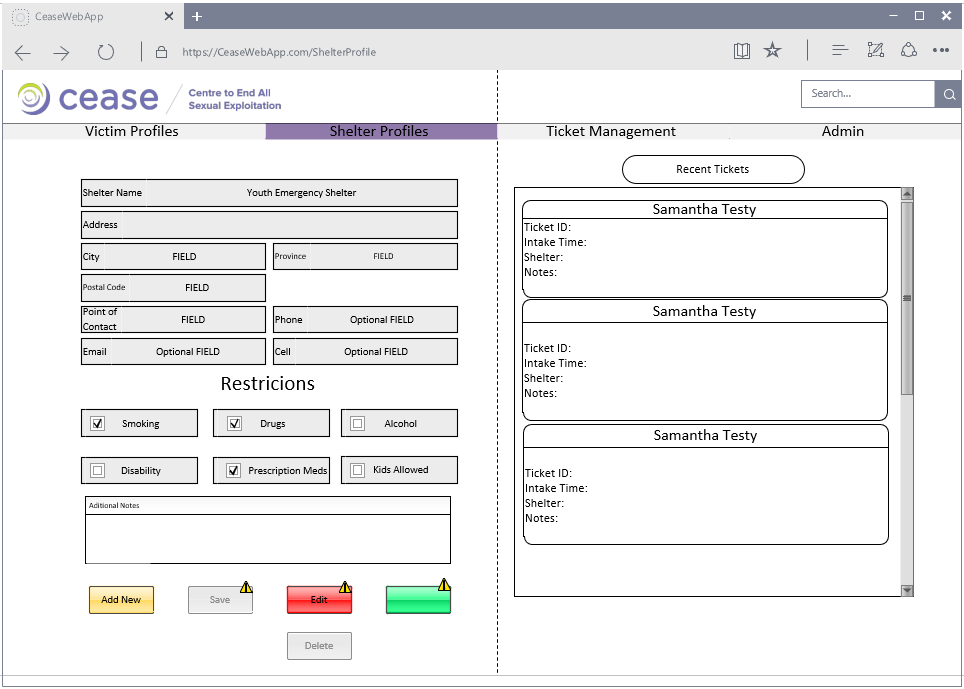 CeaseWebApp
https://CeaseWebApp.com/ShelterProfile
cease
Centre to End All
Sexual Exploitation
Search...
Victim Profiles
Shelter Profiles
Ticket Management
Admin
Shelter Name
Youth Emergency Shelter
Address
City
FIELD
Province
FIELD
Postal Code
FIELD
Point of
Contact
FIELD
Phone
Optional FIELD
Email
Optional FIELD
Cell
Optional FIELD
Restricions
Smoking
Drugs
Alcohol
Disability
Prescription Meds
Kids Allowed
Aditional Notes
Add New
Save
Edit
Delete
Recent Tickets
Samantha Testy
Ticket ID:
Intake Time:
Shelter:
Notes:
Samantha Testy
Ticket ID:
Intake Time:
Shelter:
Notes:
Samantha Testy
Ticket ID:
Intake Time:
Shelter:
Notes: